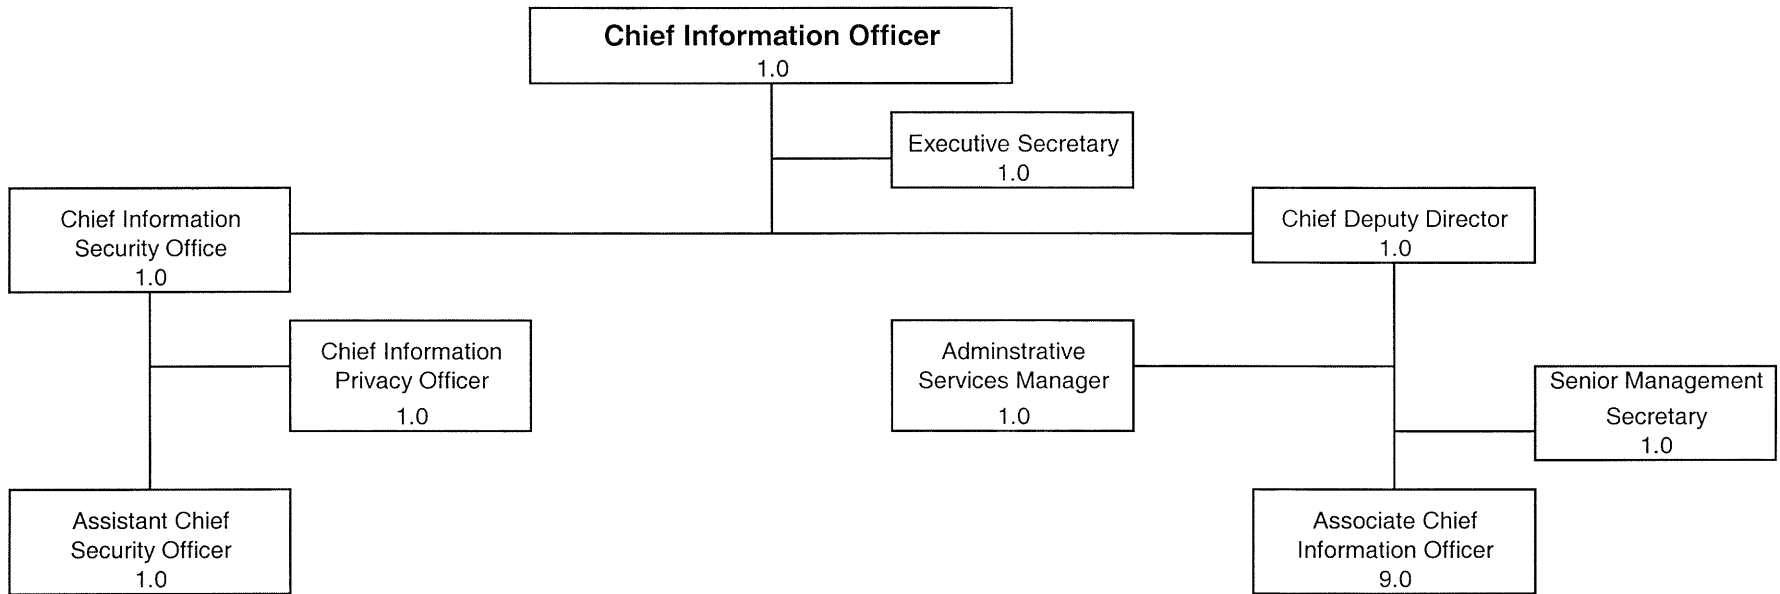 Chief Information Officer
1.0
Executive Secretary
1.0
Chief Information
Security Office
1.0
Chief Deputy Director
1.0
Chief Information
Privacy Officer
1.0
Adminstrative
Services Manager
1.0
Senior Management
Secretary
1.0
Assistant Chief
Security Officer
1.0
Associate Chief
Information Officer
9.0